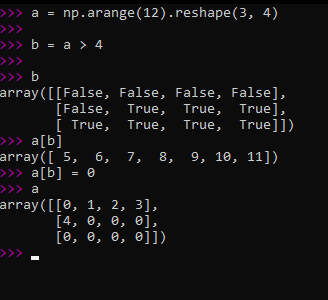 >>> a = np.arange(12).reshape(3, 4)
>>>
>>> b = a > 4
>>>
>>> b
array([[False, False, False, False],
       [False,  True,  True,  True],
       [ True,  True,  True,  True]])
>>> a[b]
array([ 5,  6,  7,  8,  9, 10, 11])
>>> a[b] = 0
>>> a
array([[0, 1, 2, 3],
       [4, 0, 0, 0],
       [0, 0, 0, 0]])
>>>